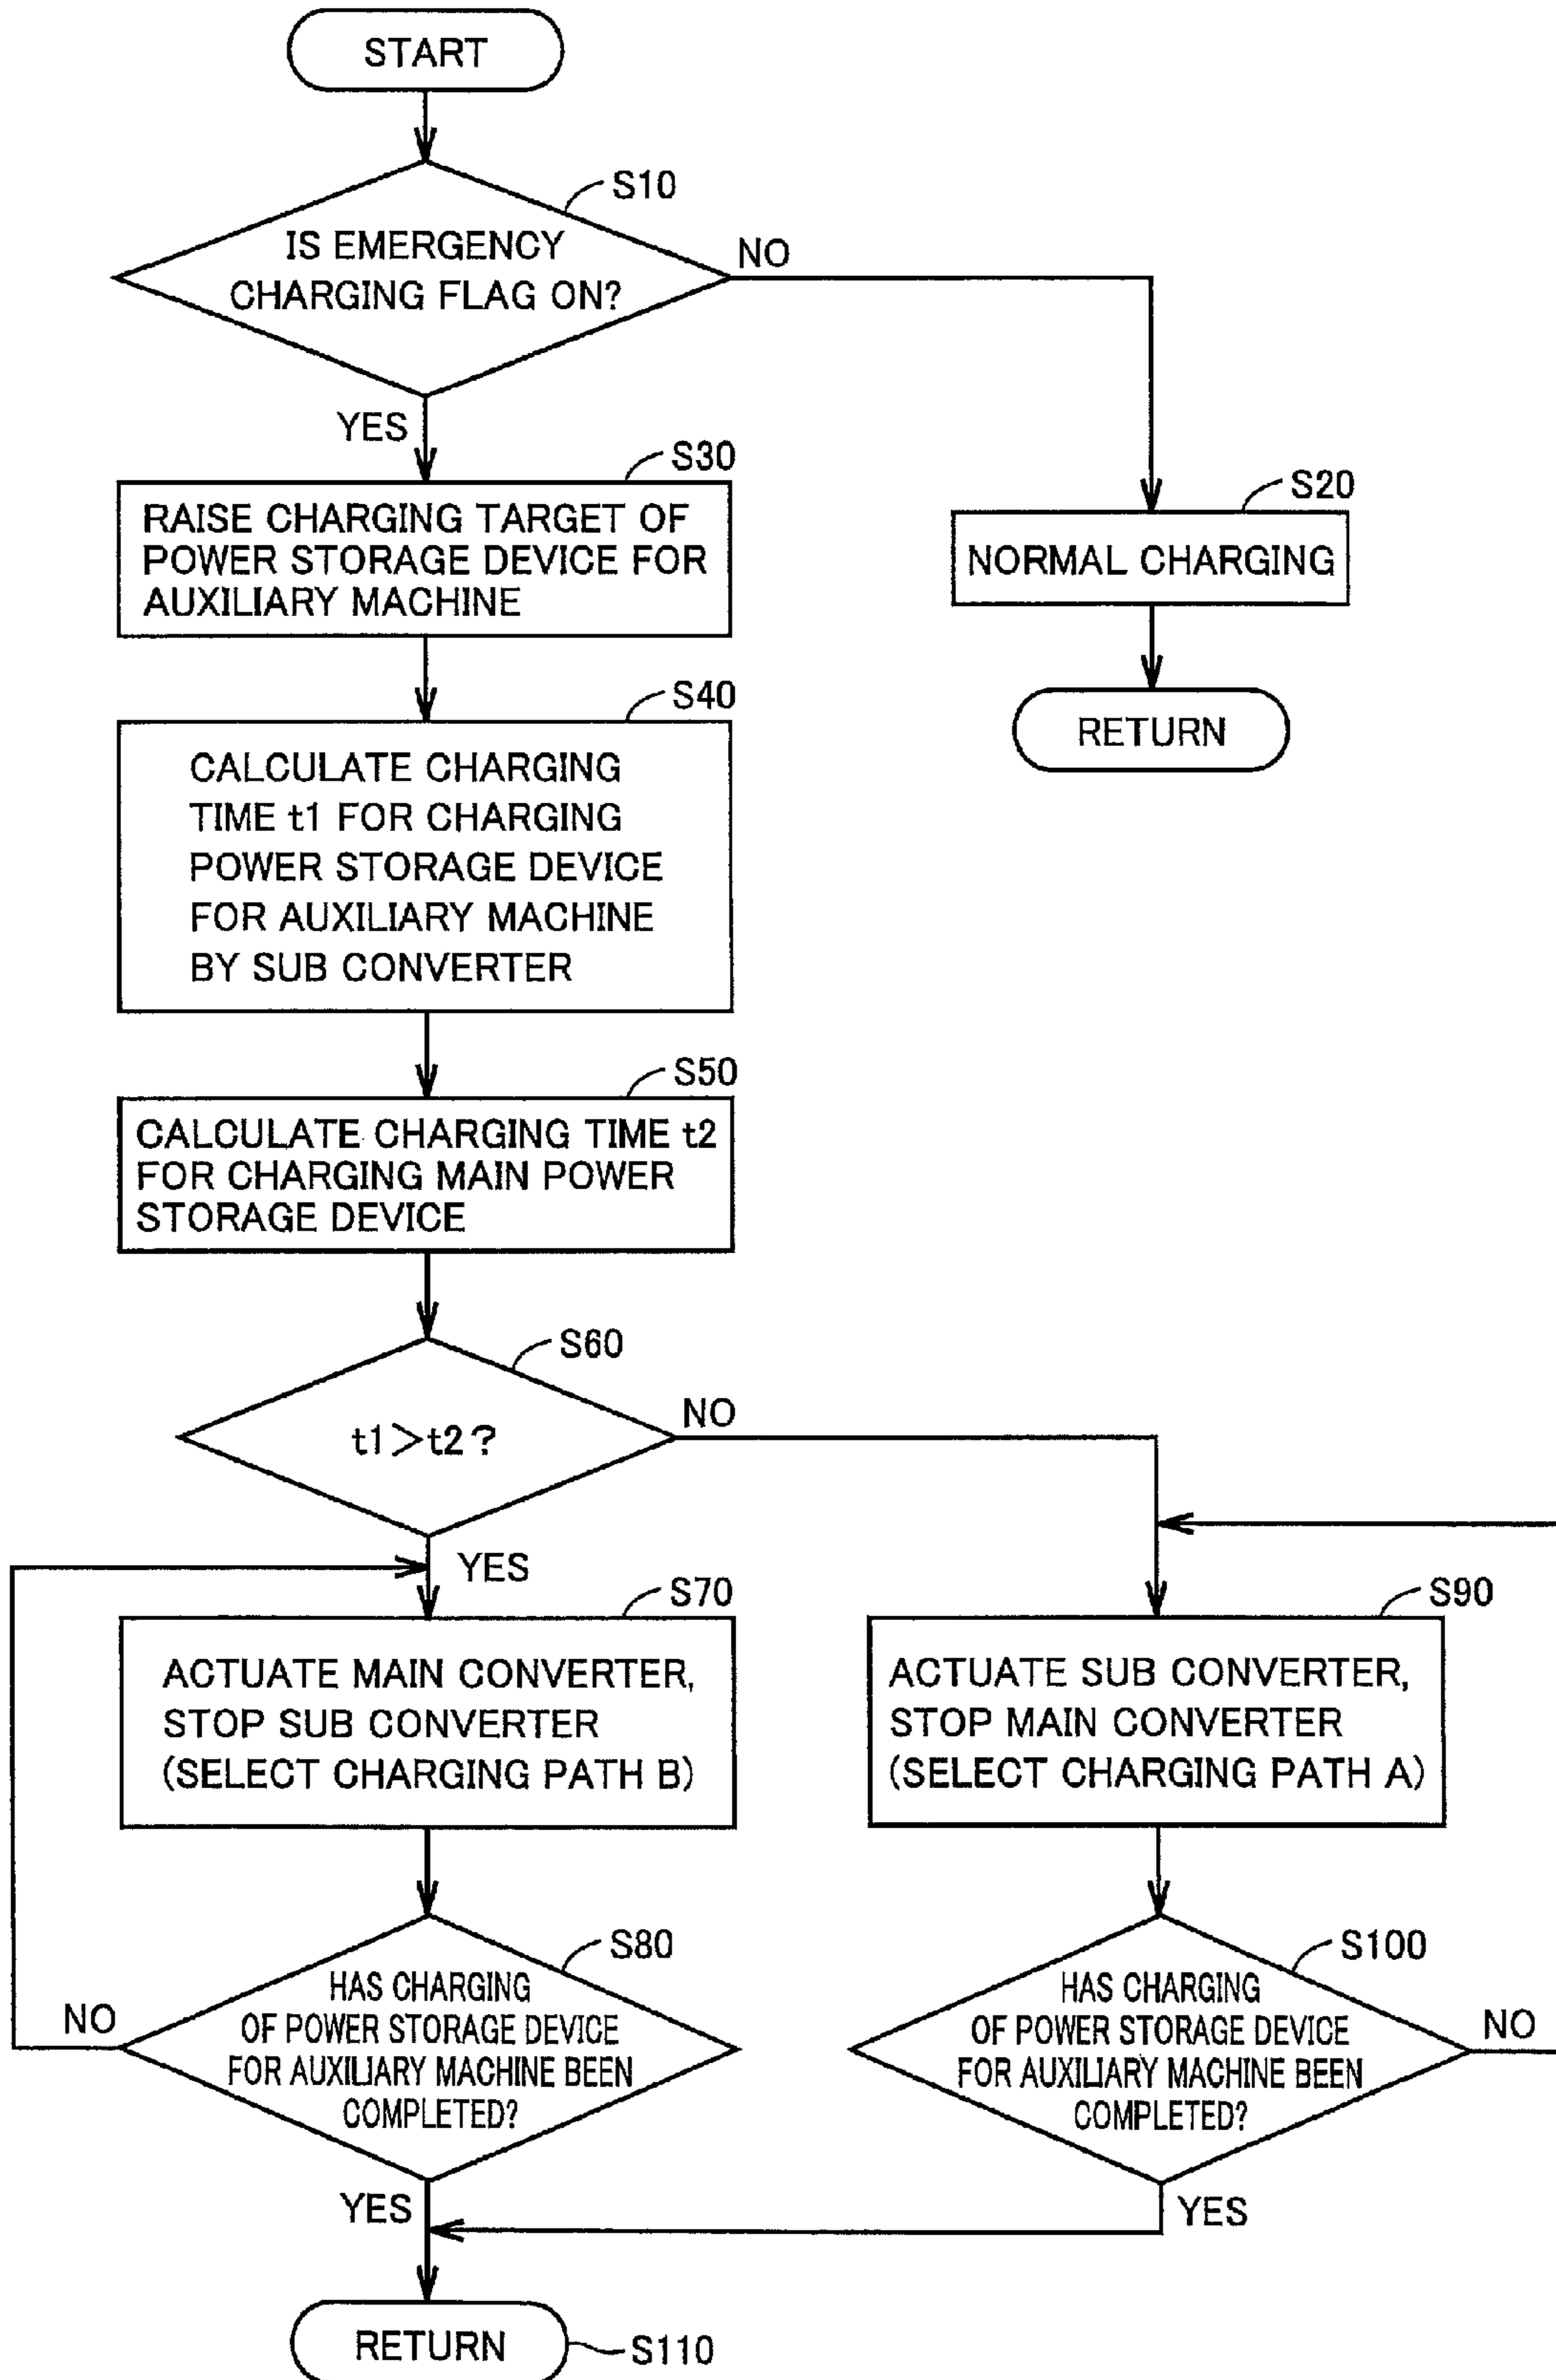 START
S10
IS EMERGENCY
CHARGING FLAG ON?
NO
YES
S30
RAISE CHARGING TARGET OF
POWER STORAGE DEVICE FOR
AUXILIARY MACHINE
S20
NORMAL CHARGING
RETURN
S40
CALCULATE CHARGING
TIME t1 FOR CHARGING
POWER STORAGE DEVICE
FOR AUXILIARY MACHINE
BY SUB CONVERTER
S50
CALCULATE CHARGING TIME t2
FOR CHARGING MAIN POWER
STORAGE DEVICE
S60
t1>t2?
NO
YES
S70
ACTUATE MAIN CONVERTER,
STOP SUB CONVERTER
(SELECT CHARGING PATH B)
S90
ACTUATE SUB CONVERTER,
STOP MAIN CONVERTER
(SELECT CHARGING PATH A)
S80
HAS CHARGING
OF POWER STORAGE DEVICE
FOR AUXILIARY MACHINE BEEN
COMPLETED?
NO
YES
S100
HAS CHARGING
OF POWER STORAGE DEVICE
FOR AUXILIARY MACHINE BEEN
COMPLETED?
NO
YES
RETURN
S110